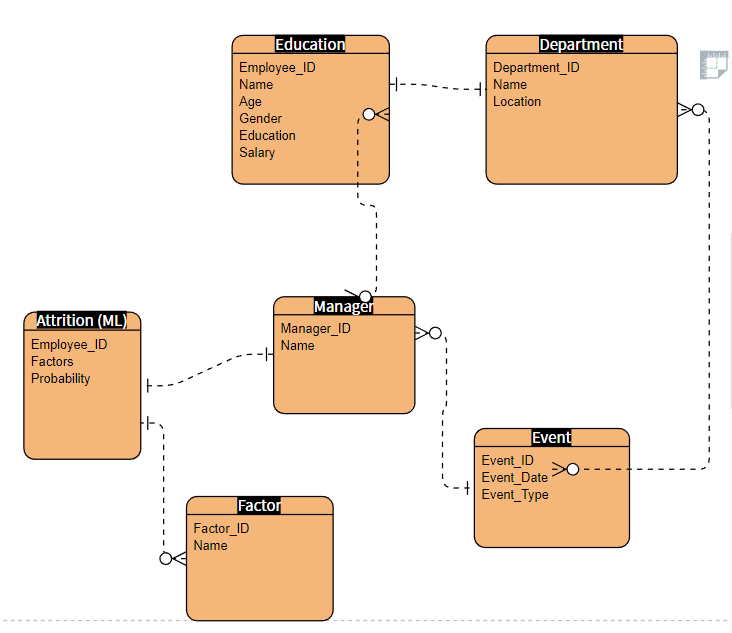 Education
Employee_ID
Name
Age
Gender
Education
Salary
Department
Department_ID
Name
Location
Attrition (ML)
Employee_ID
Factors
Probability
Manager
Manager_ID
Name
Event
Event_ID
Event_Date
Event_Type
Factor
Factor_ID
Name